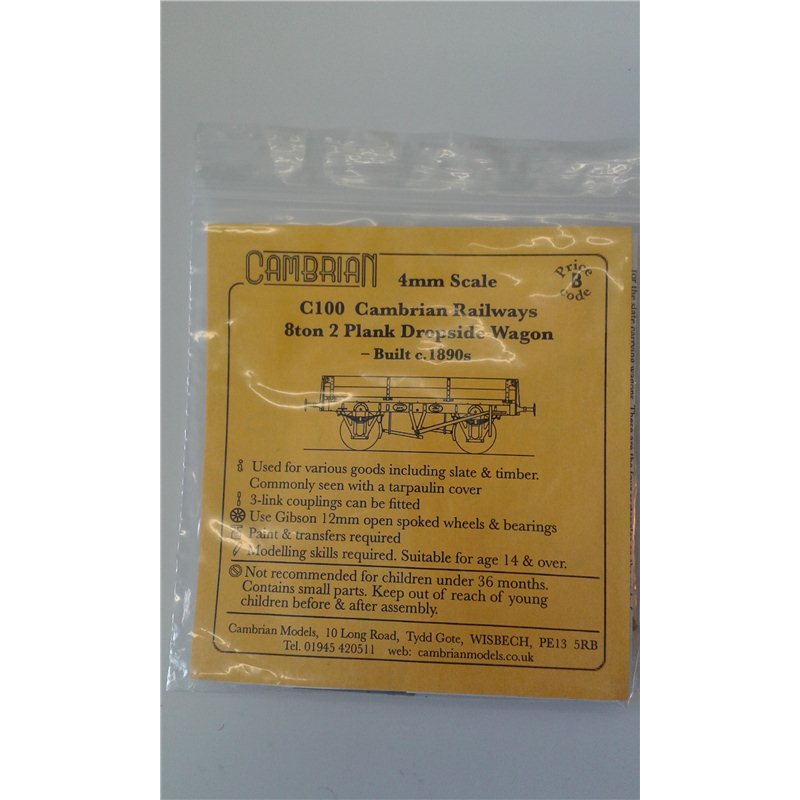 CAMBRIAN
4mm Scale
Price
B
code
C100 Cambrian Railways
8ton 2 Plank Dropside Wagon
– Built c.1890s
Used for various goods including slate & timber.
Commonly seen with a tarpaulin cover
3-link couplings can be fitted
Use Gibson 12mm open spoked wheels & bearings
Paint & transfers required
Modelling skills required. Suitable for age 14 & over.
Not recommended for children under 36 months.
Contains small parts. Keep out of reach of young
children before & after assembly.
Cambrian Models, 10 Long Road, Tydd Gote, WISBECH, PE13 5RB
Tel. 01945 420511 web: cambrianmodels.co.uk
for the slate carrying